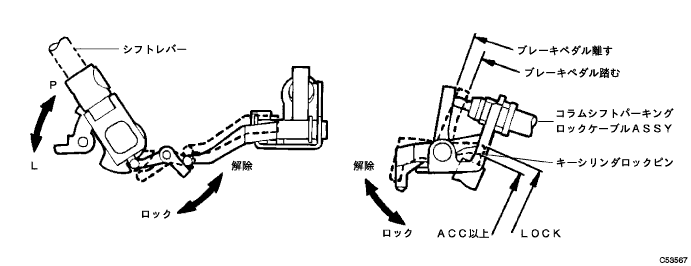 シフトレバー
P
L
解除
ロック
ブレーキペダル離す
ブレーキペダル踏む
コラムシフトパーキング
ロックケーブルＡＳＳＹ
キーシリンダロックピン
解除
ロック
ＡＣＣ以上
ＬＯＣＫ
C53567